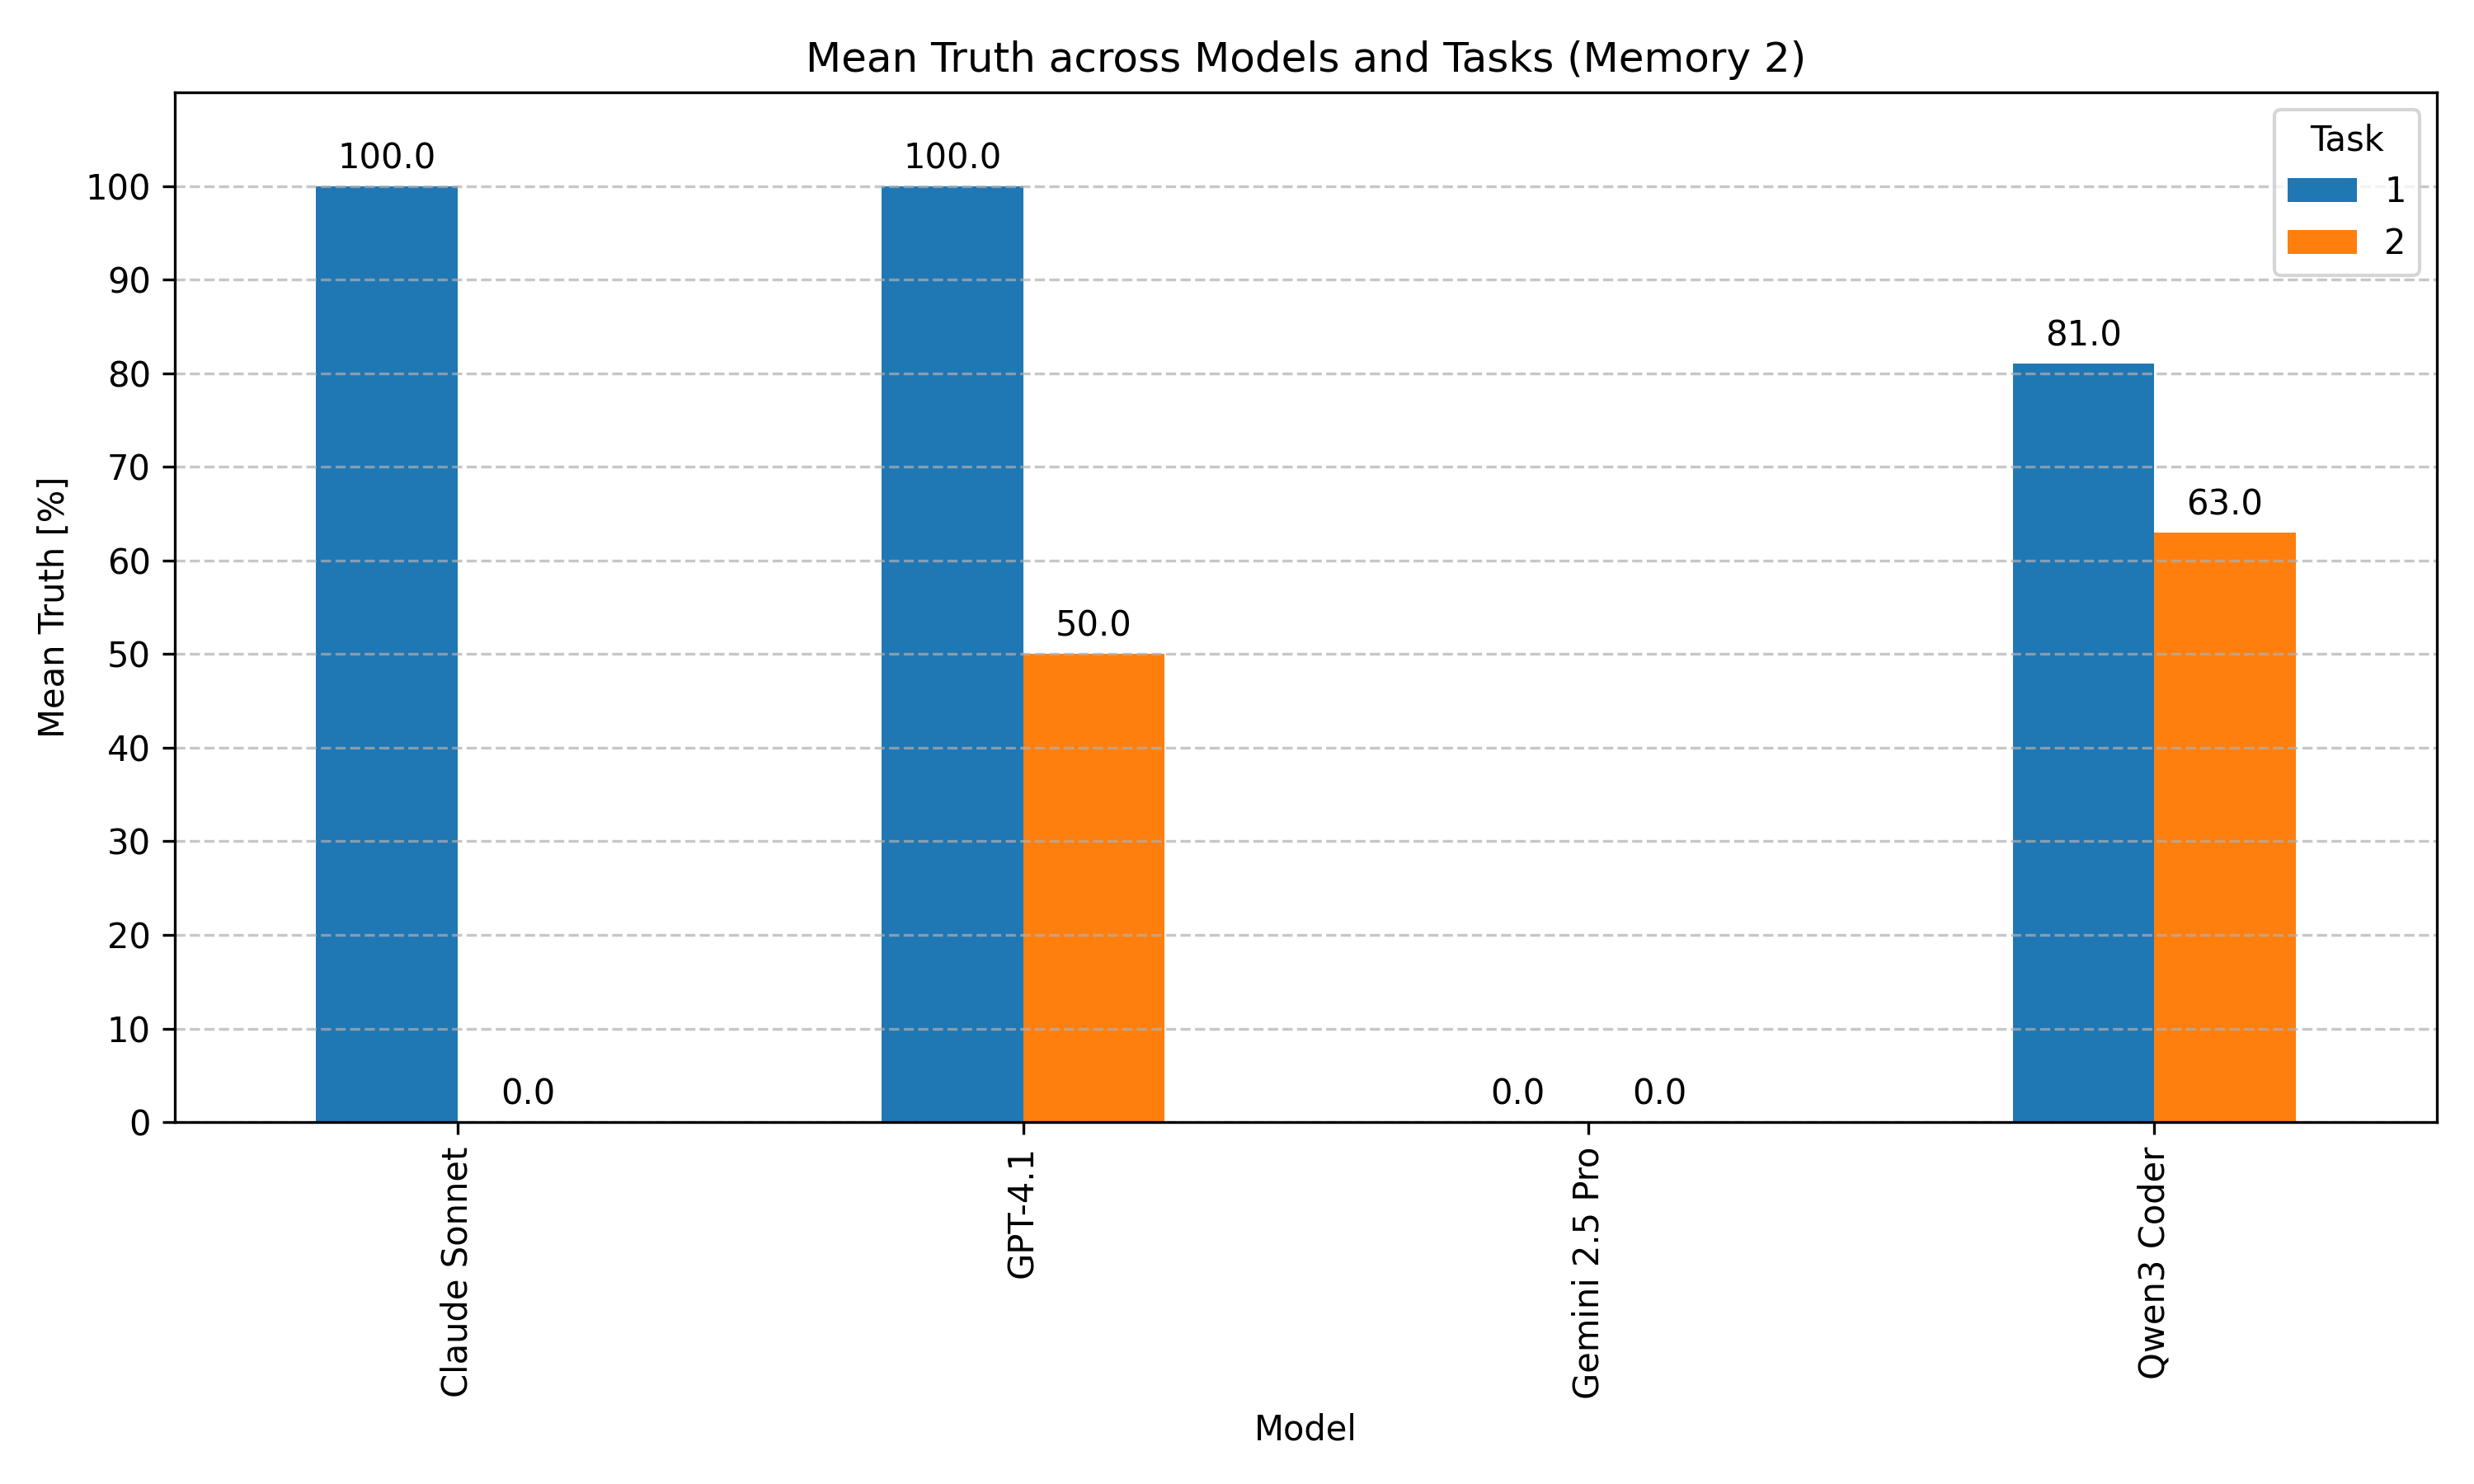 Mean Truth across Models and Tasks (Memory 2)
Task
1
2
Mean Truth [%]
100
90
80
70
60
50
40
30
20
10
0
100.0
0.0
100.0
50.0
0.0
0.0
81.0
63.0
Claude Sonnet
GPT-4.1
Gemini 2.5 Pro
Qwen3 Coder
Model